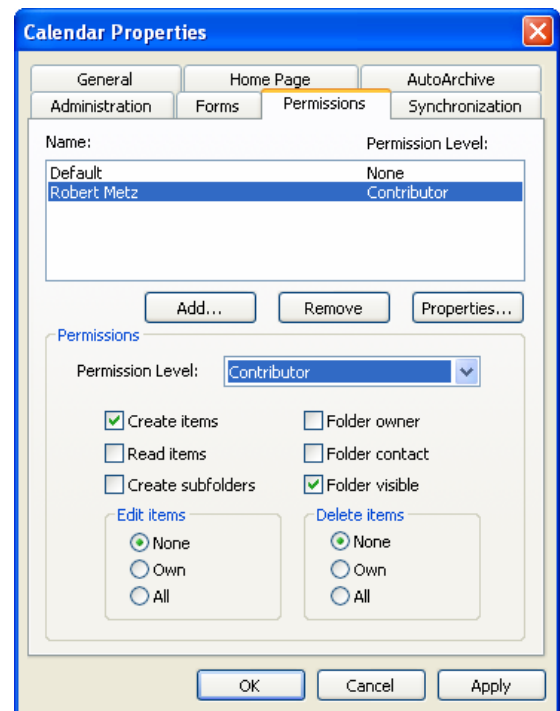 Calendar Properties
General Home Page AutoArchive
Administration Forms Permissions Synchronization
Name: Permission Level:
Default None
Robert Metz Contributor
Add... Remove Properties...
Permissions
Permission Level: Contributor
Create items Folder owner
Read items Folder contact
Create subfolders Folder visible
Edit items Delete items
None None
Own Own
All All
OK Cancel Apply